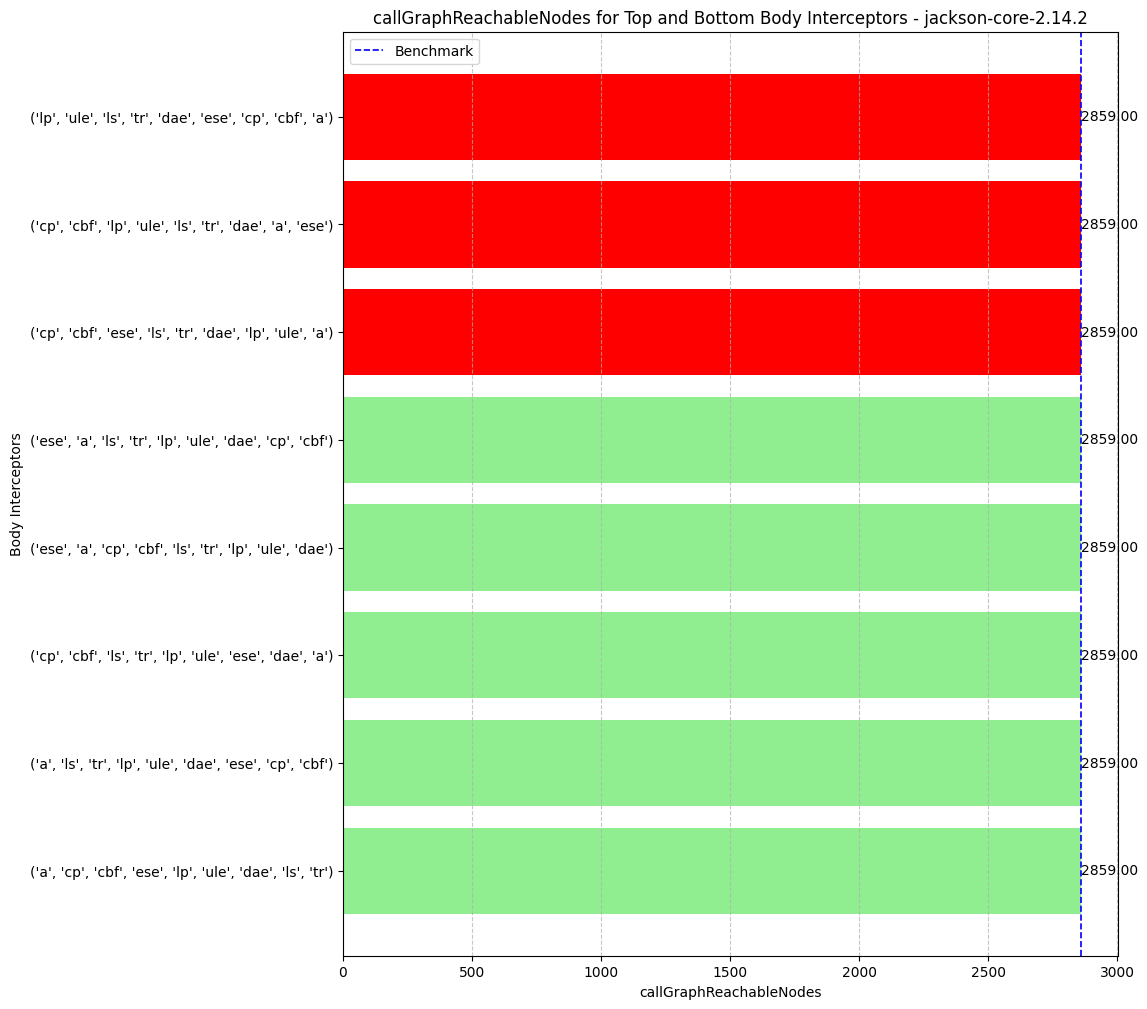 callGraphReachableNodes for Top and Bottom Body Interceptors - jackson-core-2.14.2
Benchmark
Body Interceptors
('lp', 'ule', 'ls', 'tr', 'dae', 'ese', 'cp', 'cbf', 'a')
2859.00
('cp', 'cbf', 'lp', 'ule', 'ls', 'tr', 'dae', 'a', 'ese')
2859.00
('cp', 'cbf', 'ese', 'ls', 'tr', 'dae', 'lp', 'ule', 'a')
2859.00
('ese', 'a', 'ls', 'tr', 'lp', 'ule', 'dae', 'cp', 'cbf')
2859.00
('ese', 'a', 'cp', 'cbf', 'ls', 'tr', 'lp', 'ule', 'dae')
2859.00
('cp', 'cbf', 'ls', 'tr', 'lp', 'ule', 'ese', 'dae', 'a')
2859.00
('a', 'ls', 'tr', 'lp', 'ule', 'dae', 'ese', 'cp', 'cbf')
2859.00
('a', 'cp', 'cbf', 'ese', 'lp', 'ule', 'dae', 'ls', 'tr')
2859.00
0 500 1000 1500 2000 2500 3000
callGraphReachableNodes